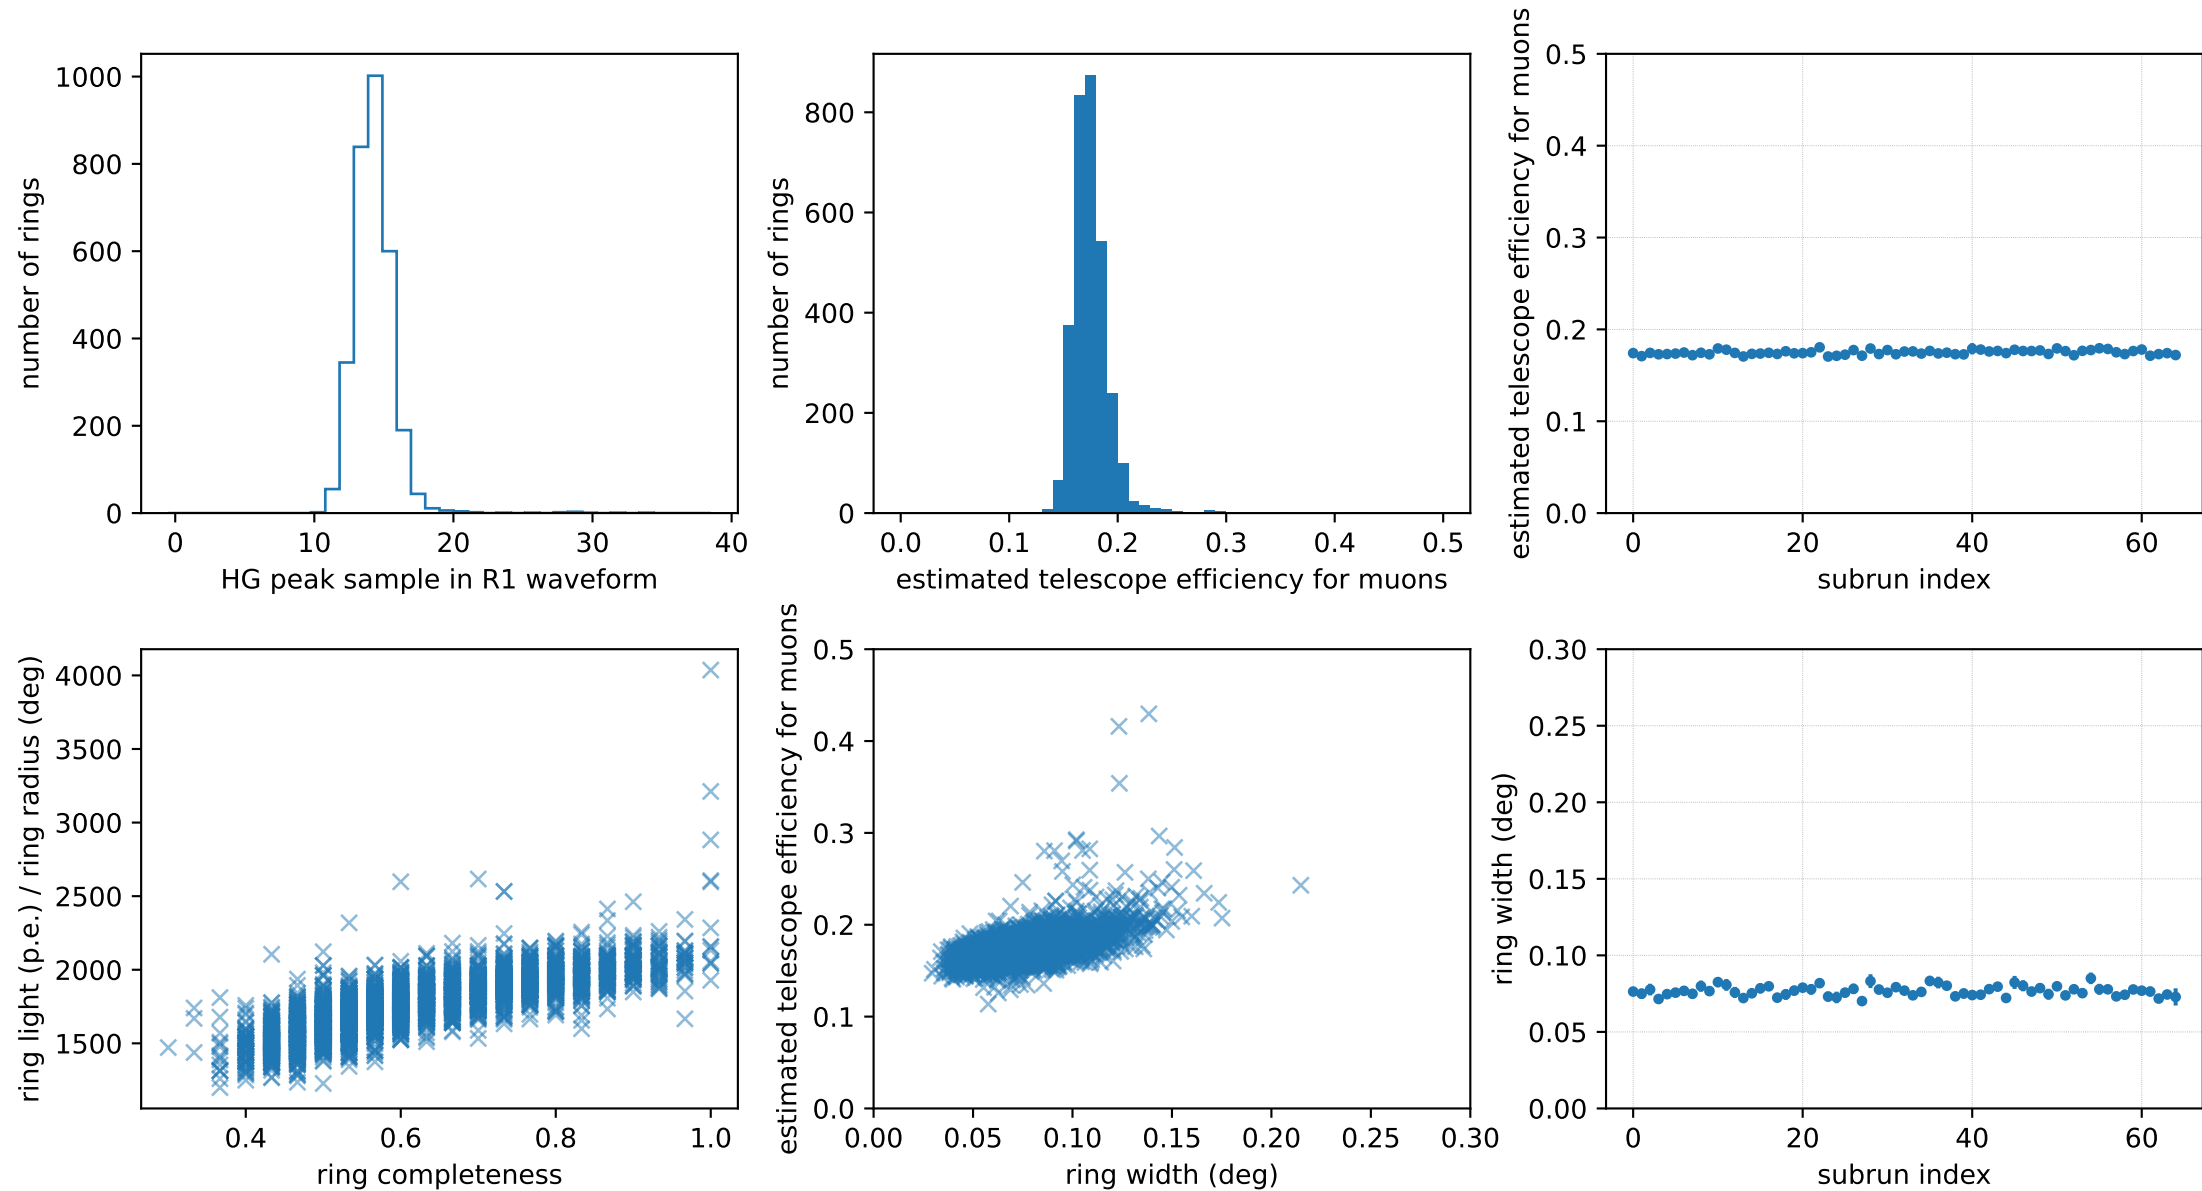 1000
800
600
400
200
0
number of rings
0 10 20 30 40
HG peak sample in R1 waveform
800
600
400
200
0
number of rings
0.0 0.1 0.2 0.3 0.4 0.5
estimated telescope efficiency for muons
0.5
0.4
0.3
0.2
0.1
0.0
estimated telescope efficiency for muons
0 20 40 60
subrun index
4000
3500
3000
2500
2000
1500
ring light (p.e.) / ring radius (deg)
0.4 0.6 0.8 1.0
ring completeness
0.5
0.4
0.3
0.2
0.1
0.0
estimated telescope efficiency for muons
0.00 0.05 0.10 0.15 0.20 0.25 0.30
ring width (deg)
0.30
0.25
0.20
0.15
0.10
0.05
0.00
ring width (deg)
0 20 40 60
subrun index